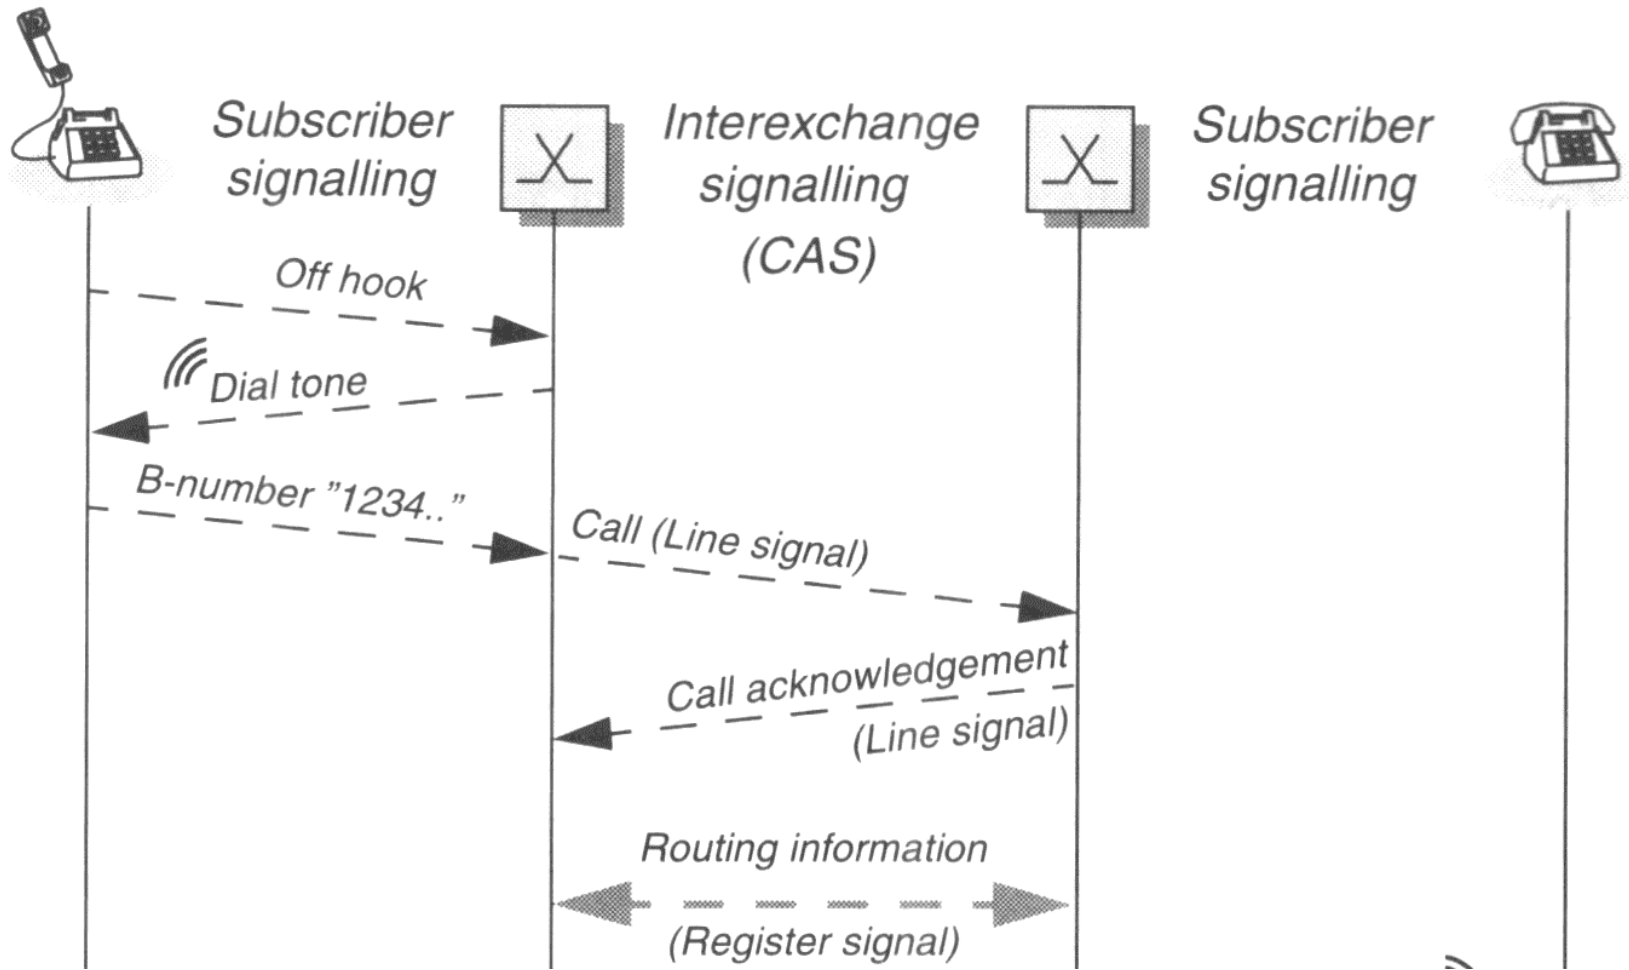 Subscriber
signalling
Interexchange
signalling
(CAS)
Subscriber
signalling
Off hook
Dial tone
B-number ”1234..”
Call (Line signal)
Call acknowledgement
(Line signal)
Routing information
(Register signal)